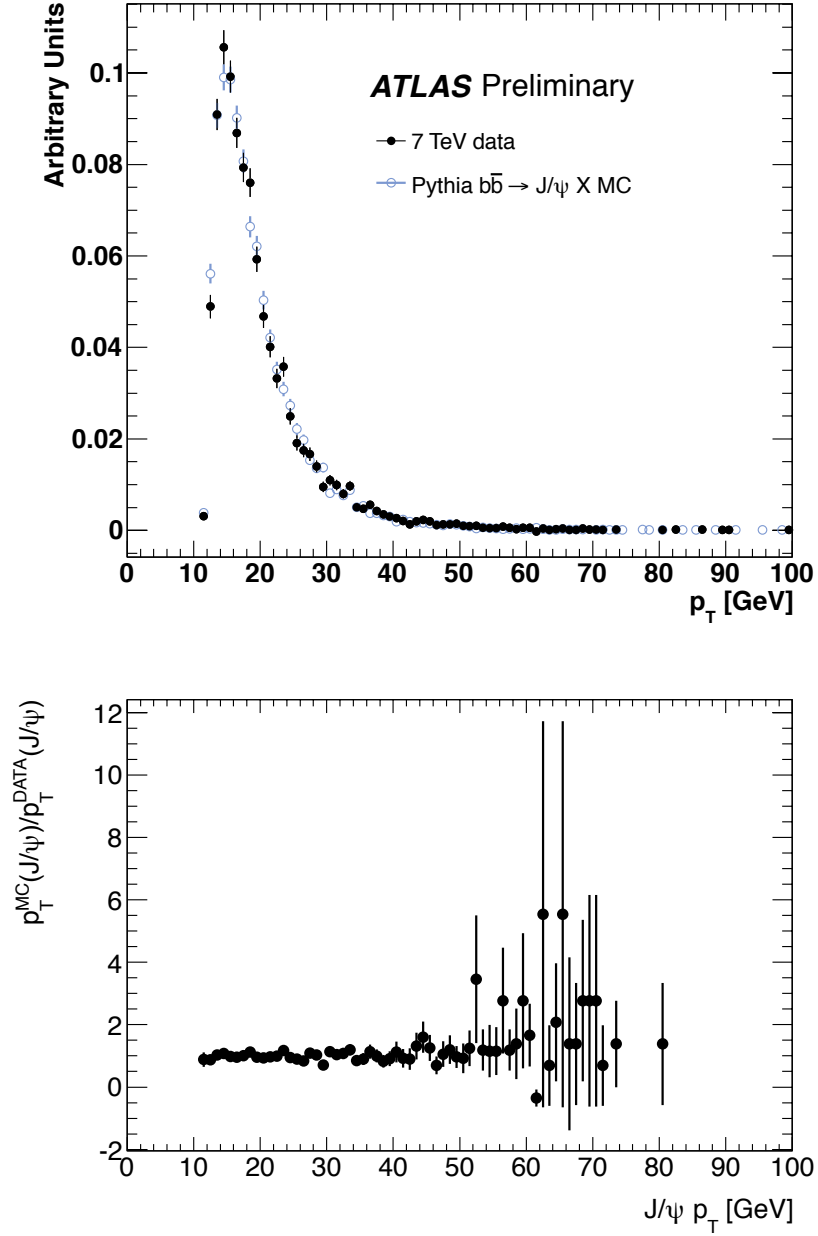 Arbitrary Units
0.1
0.08
0.06
0.04
0.02
0
ATLAS Preliminary
7 TeV data
Pythia bb̅ → J/ψ X MC
0 10 20 30 40 50 60 70 80 90 100
p_T [GeV]
p_T^MC(J/ψ)/p_T^DATA(J/ψ)
12
10
8
6
4
2
0
-2
0 10 20 30 40 50 60 70 80 90 100
J/ψ p_T [GeV]